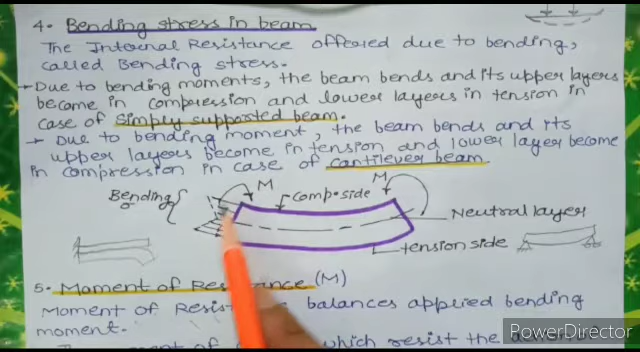 4. Bending stress in beam
The Internal Resistance offered due to bending,
called Bending stress.
→ Due to bending moments, the beam bends and its upper layers
become in compression and lower layers in tension in
case of simply supported beam.
→ Due to bending moment, the beam bends and its
upper layers become in tension and lower layer become
in compression in case of cantilever beam
Bending
M
comp. side
M
Neutral layer
tension side
5. Moment of (M)
Moment of balances applied bending
moment.
which resist the
PowerDirector